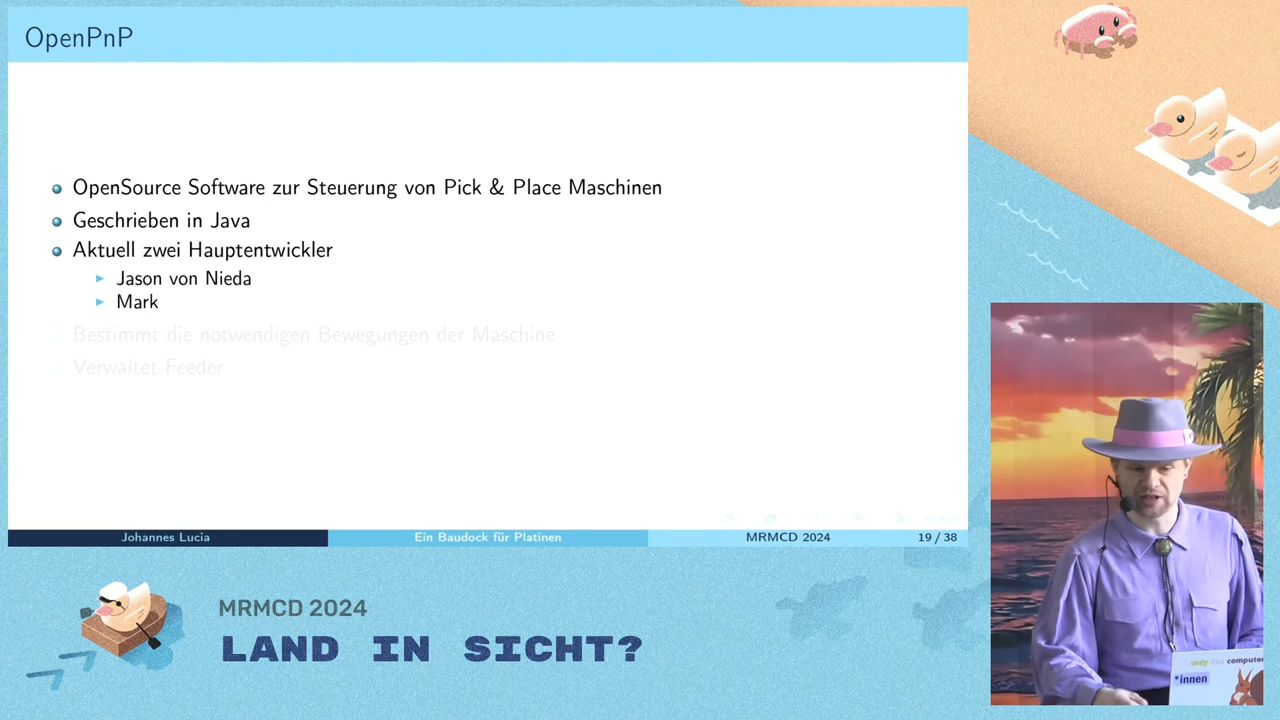 OpenPnP
OpenSource Software zur Steuerung von Pick & Place Maschinen
Geschrieben in Java
Aktuell zwei Hauptentwickler
Jason von Nieda
Mark
Bestimmt die notwendigen Bewegungen der Maschine
Verwaltet Feeder
Johannes Lucia
Ein Baudock für Platinen
MRMCD 2024
19 / 38
MRMCD 2024
LAND IN SICHT?
only this computer
*innen